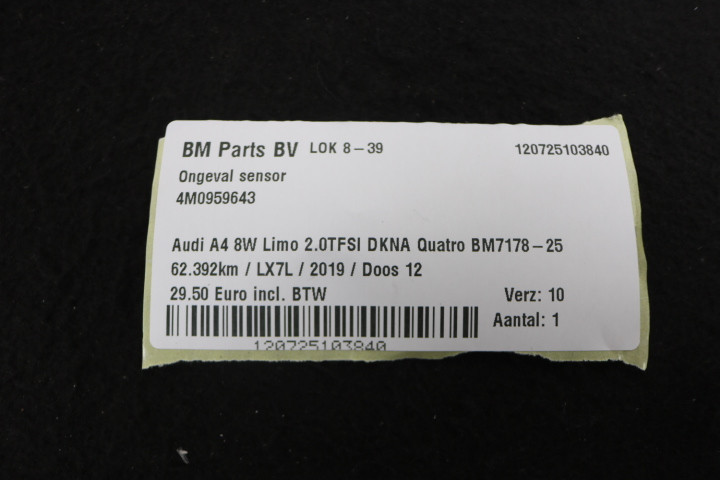 BM Parts BV LOK 8-39 120725103840
Ongeval sensor
4M0959643
Audi A4 8W Limo 2.0TFSI DKNA Quatro BM7178-25
62.392km / LX7L / 2019 / Doos 12
29.50 Euro incl. BTW Verz: 10
Aantal: 1
120725103840